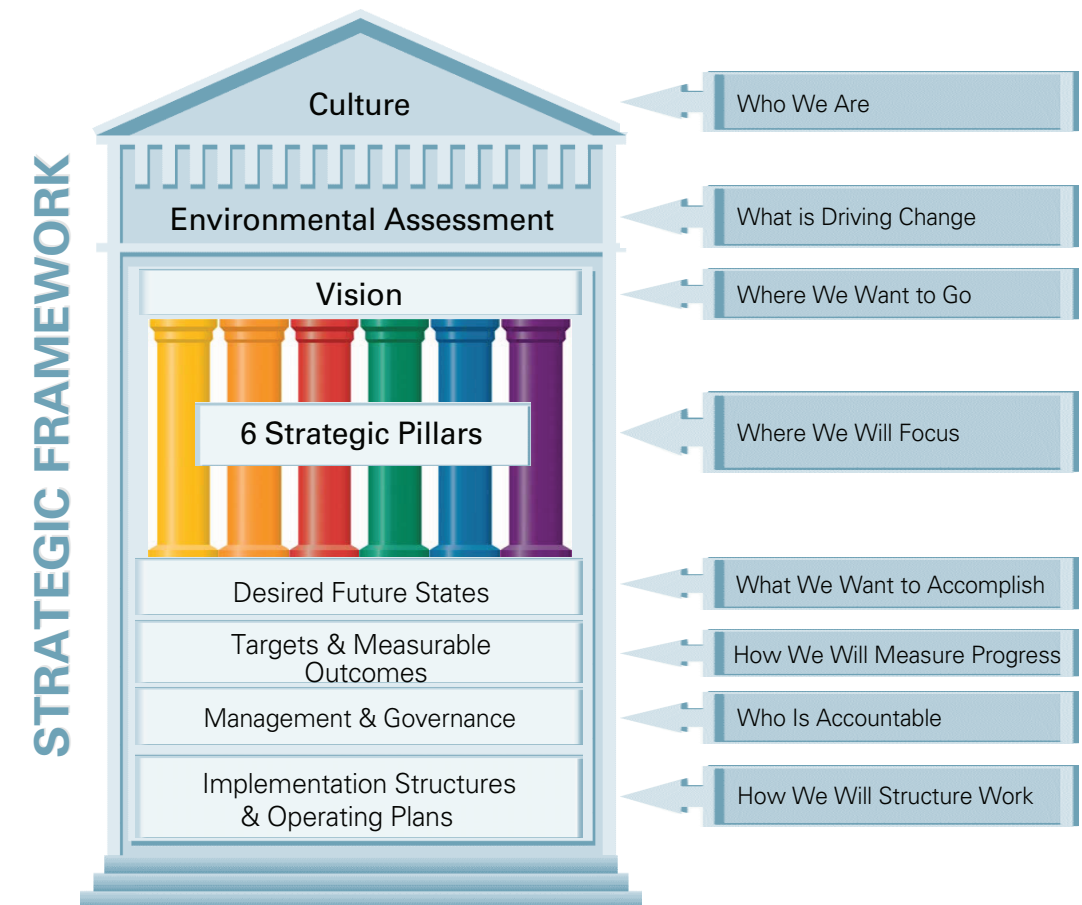 STRATEGIC FRAMEWORK
Culture
Who We Are
Environmental Assessment
What is Driving Change
Vision
Where We Want to Go
6 Strategic Pillars
Where We Will Focus
Desired Future States
What We Want to Accomplish
Targets & Measurable
Outcomes
How We Will Measure Progress
Management & Governance
Who Is Accountable
Implementation Structures
& Operating Plans
How We Will Structure Work